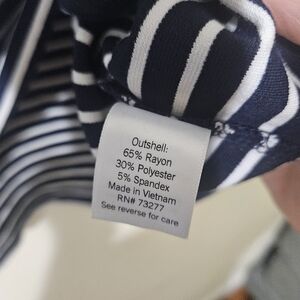 Outshell:
65% Rayon
30% Polyester
5% Spandex
Made in Vietnam
RN# 73277
See reverse for care